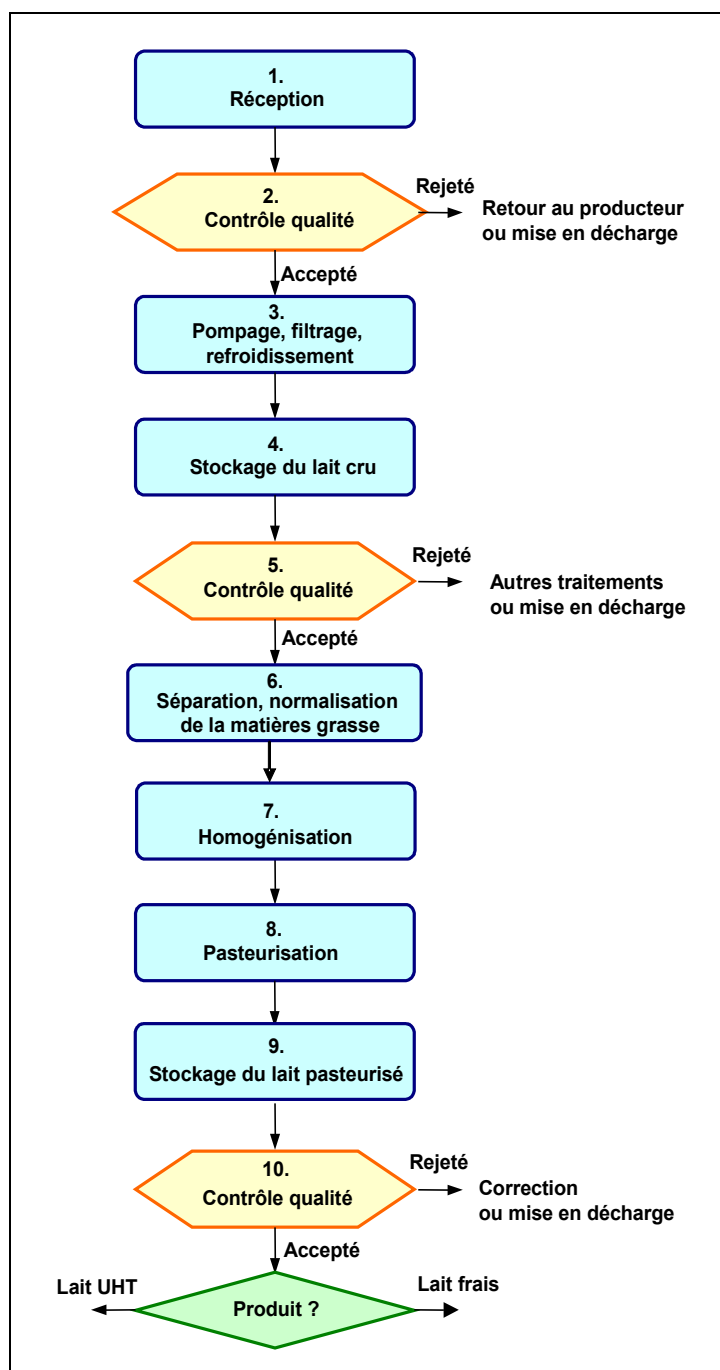 1.
Réception
2.
Contrôle qualité
Rejeté
Retour au producteur
ou mise en décharge
Accepté
3.
Pompage, filtrage,
refroidissement
4.
Stockage du lait cru
5.
Contrôle qualité
Rejeté
Autres traitements
ou mise en décharge
Accepté
6.
Séparation, normalisation
de la matières grasse
7.
Homogénisation
8.
Pasteurisation
9.
Stockage du lait pasteurisé
10.
Contrôle qualité
Rejeté
Correction
ou mise en décharge
Accepté
Lait UHT
Produit ?
Lait frais